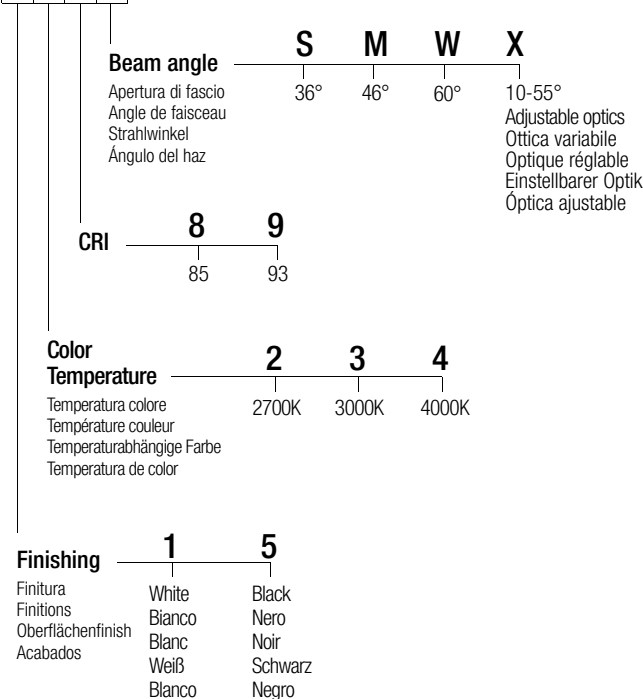 S M W X
Beam angle
Apertura di fascio
Angle de faisceau
Strahlwinkel
Ángulo del haz
36° 46° 60° 10-55°
Adjustable optics
Ottica variabile
Optique réglable
Einstellbarer Optik
Óptica ajustable
8 9
CRI
85 93
Color
Temperature
2 3 4
Temperatura colore
Température couleur
Temperaturabhängige Farbe
Temperatura de color
2700K 3000K 4000K
1 5
Finishing
Finitura
Finitions
Oberflächenfinish
Acabados
White
Bianco
Blanc
Weiß
Blanco
Black
Nero
Noir
Schwarz
Negro